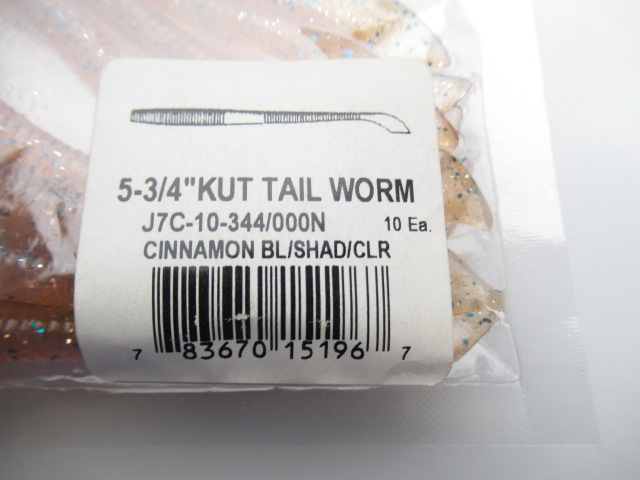 5-3/4"KUT TAIL WORM
J7C-10-344/000N 10 Ea.
CINNAMON BL/SHAD/CLR
7 83670 15196 7